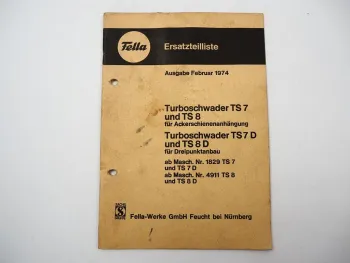 Fella
Ersatzteilliste
Ausgabe Februar 1974
Turboschwader TS 7
und TS 8
für Ackerschienenanhängung
Turboschwader TS 7 D
und TS 8 D
für Dreipunktanbau
ab Masch. Nr. 1829 TS 7
und TS 7 D
ab Masch. Nr. 4911 TS 8
und TS 8 D
Fella-Werke GmbH Feucht bei Nürnberg